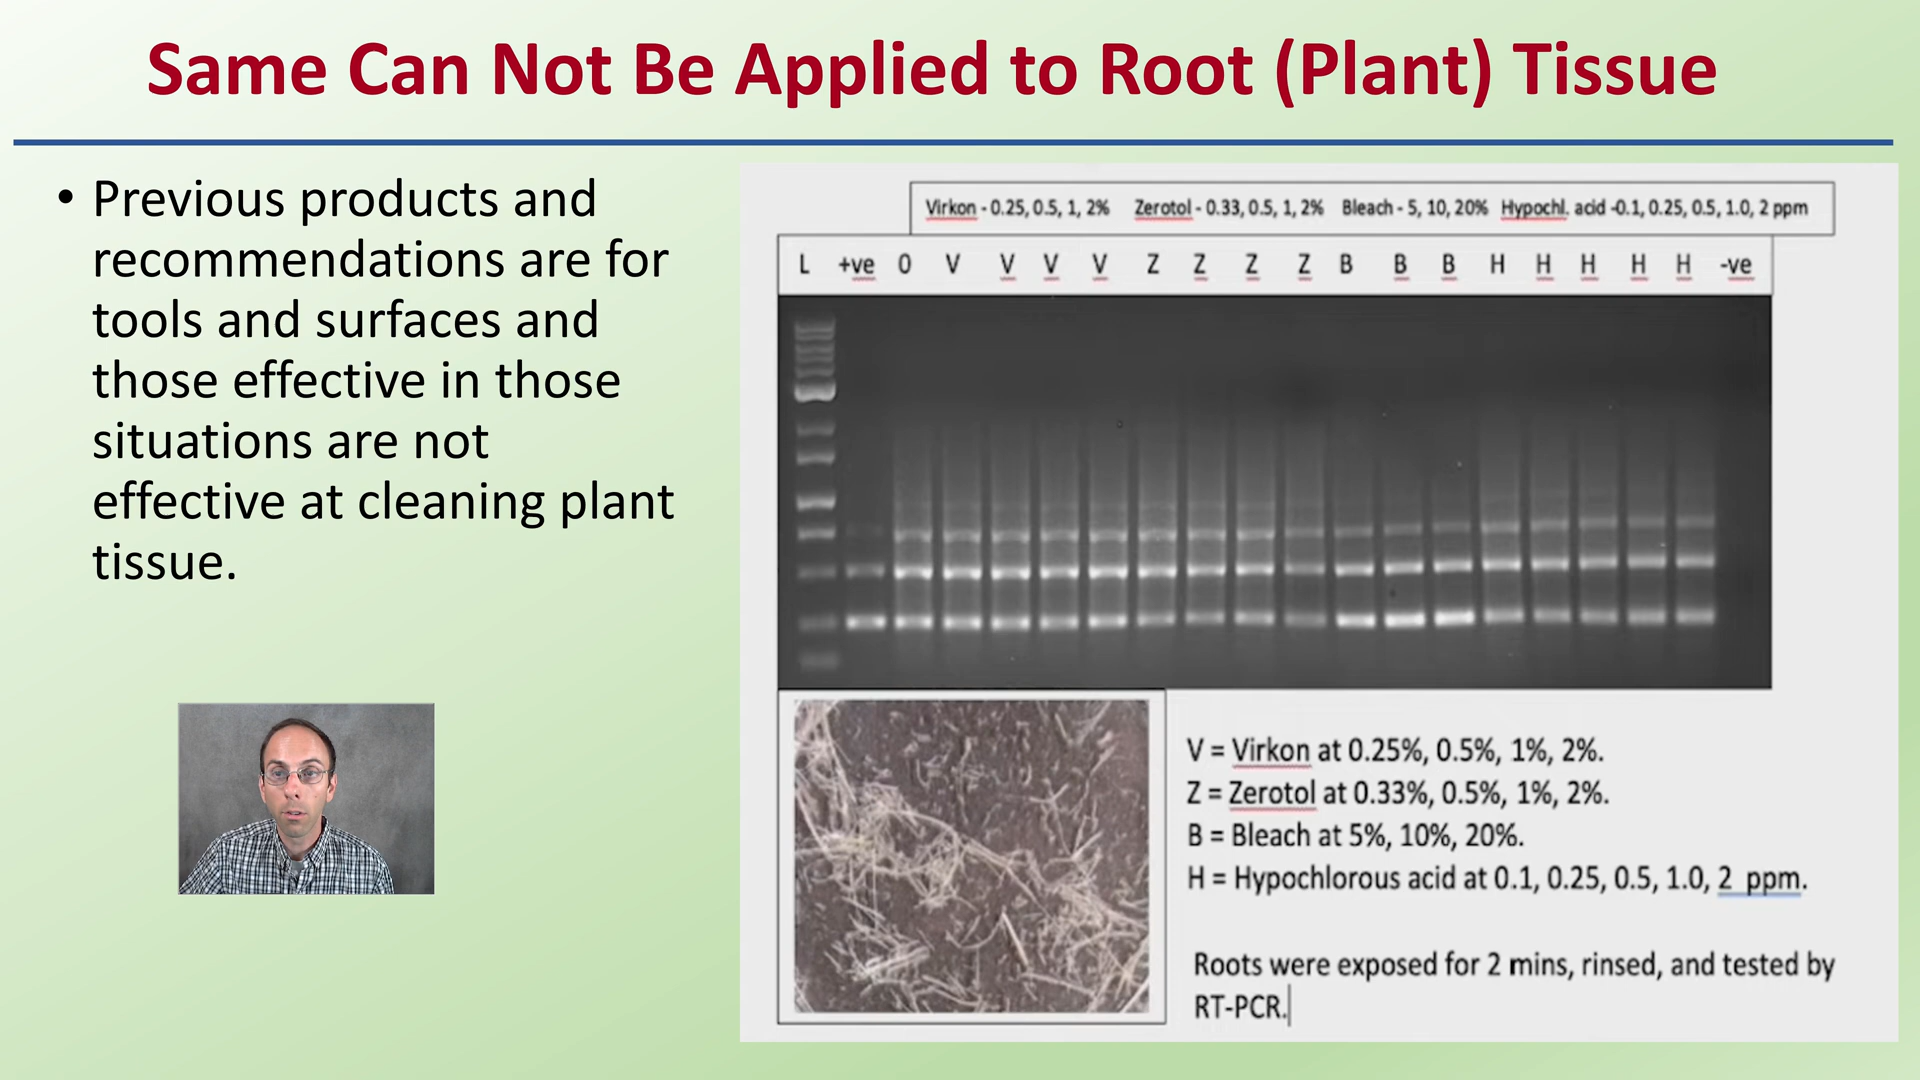 Same Can Not Be Applied to Root (Plant) Tissue
• Previous products and
recommendations are for
tools and surfaces and
those effective in those
situations are not
effective at cleaning plant
tissue.
Virkon - 0.25, 0.5, 1, 2% Zerotol - 0.33, 0.5, 1, 2% Bleach - 5, 10, 20% Hypochl. acid -0.1, 0.25, 0.5, 1.0, 2 ppm
L +ve 0 V V V V Z Z Z Z B B B H H H H H -ve
V = Virkon at 0.25%, 0.5%, 1%, 2%.
Z = Zerotol at 0.33%, 0.5%, 1%, 2%.
B = Bleach at 5%, 10%, 20%.
H = Hypochlorous acid at 0.1, 0.25, 0.5, 1.0, 2 ppm.
Roots were exposed for 2 mins, rinsed, and tested by
RT-PCR.